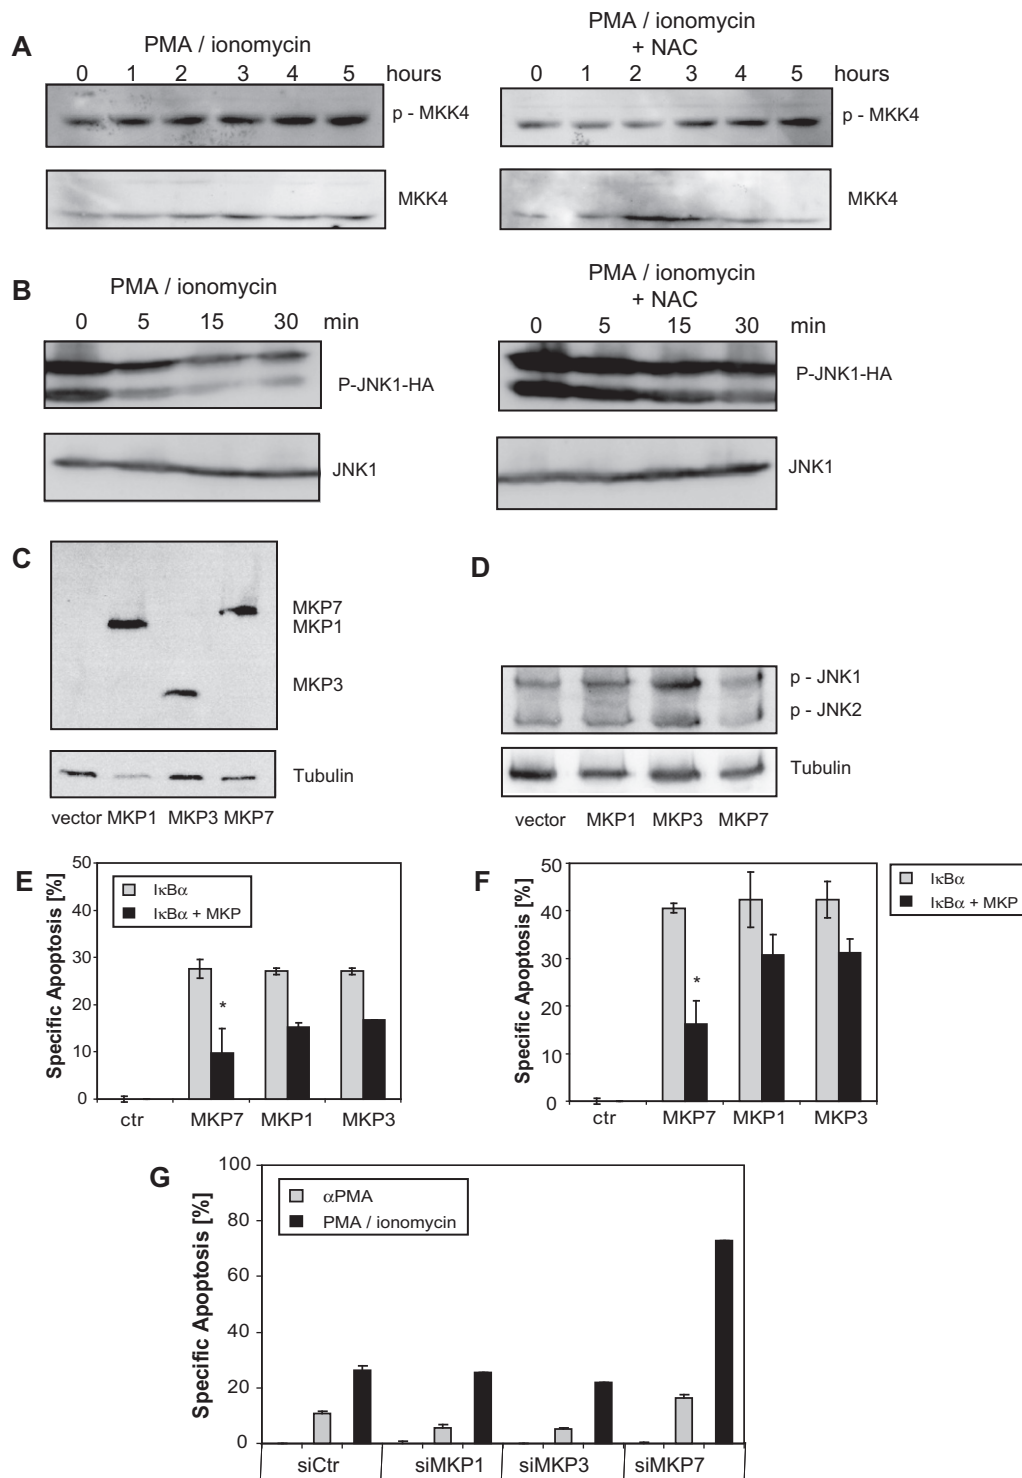 A
PMA / ionomycin
0 1 2 3 4 5 hours
p - MKK4
MKK4
PMA / ionomycin
+ NAC
0 1 2 3 4 5 hours
p - MKK4
MKK4
B
PMA / ionomycin
0 5 15 30 min
P-JNK1-HA
JNK1
PMA / ionomycin
+ NAC
0 5 15 30 min
P-JNK1-HA
JNK1
C
MKP7
MKP1
MKP3
Tubulin
vector MKP1 MKP3 MKP7
D
p - JNK1
p - JNK2
Tubulin
vector MKP1 MKP3 MKP7
E
Specific Apoptosis [%]
50
40
30
20
10
0
IκBα
IκBα + MKP
*
ctr MKP7 MKP1 MKP3
F
Specific Apoptosis [%]
50
40
30
20
10
0
*
IκBα
IκBα + MKP
ctr MKP7 MKP1 MKP3
G
Specific Apoptosis [%]
100
80
60
40
20
0
αPMA
PMA / ionomycin
siCtr siMKP1 siMKP3 siMKP7